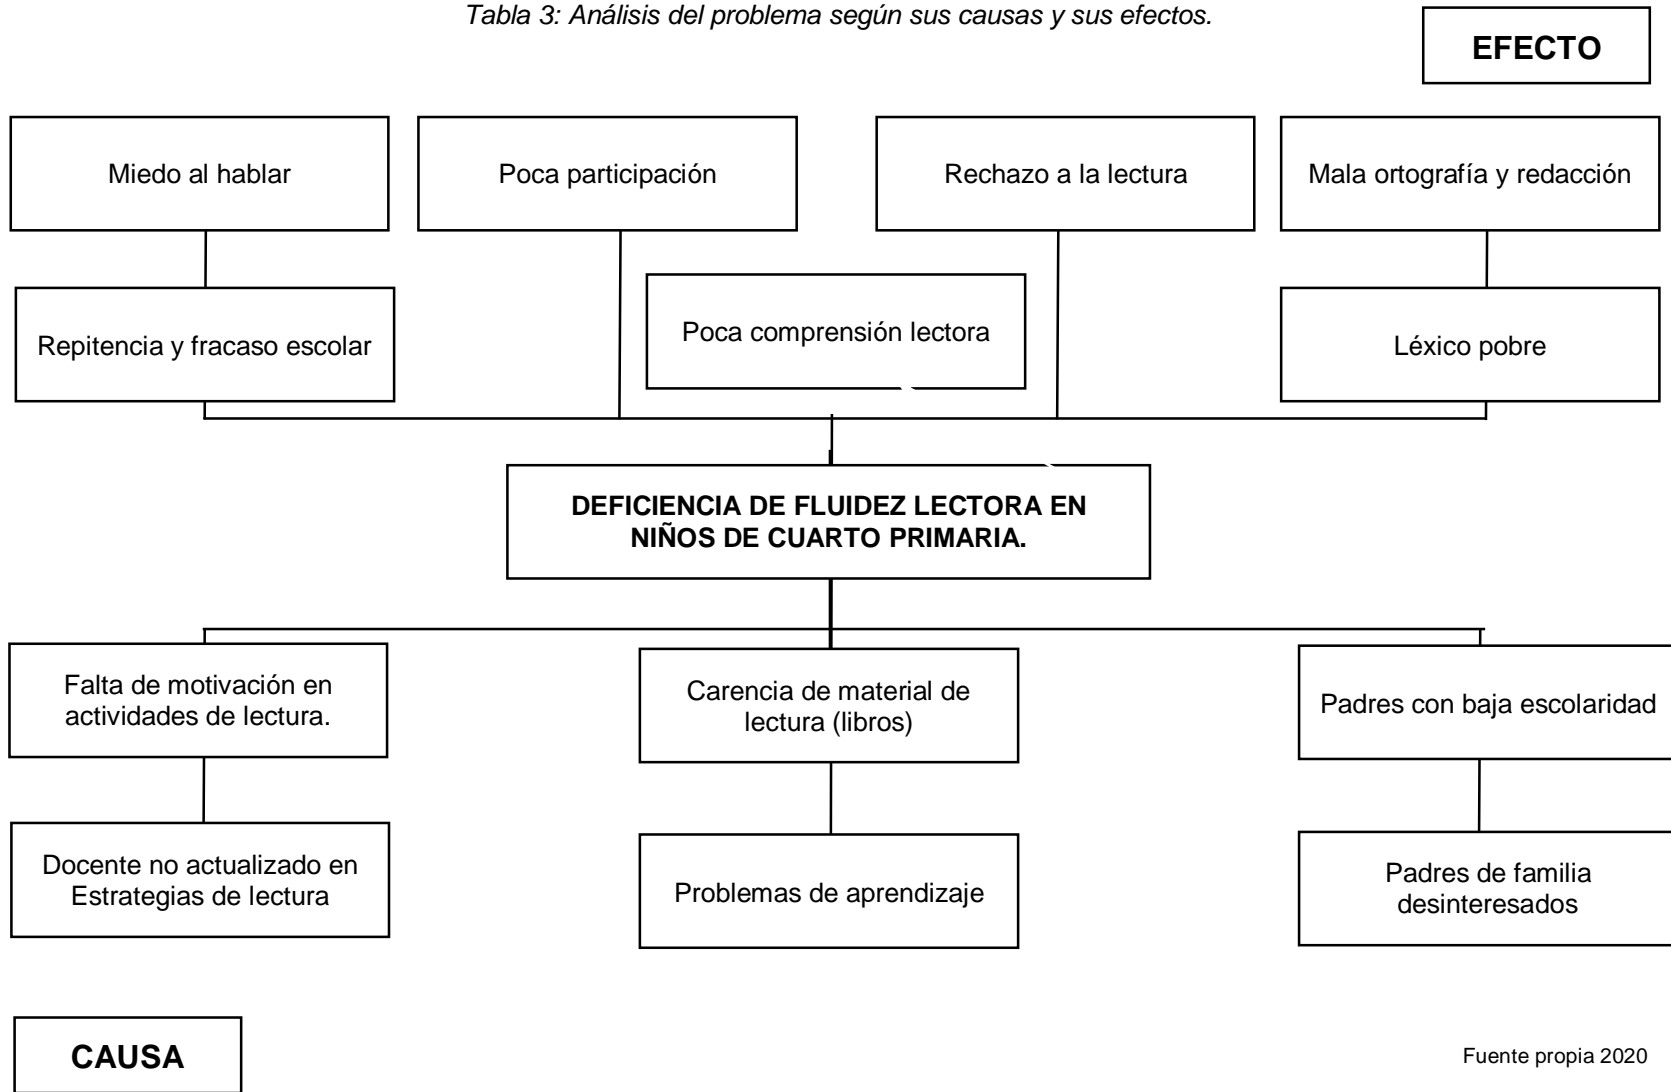 Tabla 3: Análisis del problema según sus causas y sus efectos.
EFECTO
Miedo al hablar
Poca participación
Rechazo a la lectura
Mala ortografía y redacción
Repitencia y fracaso escolar
Poca comprensión lectora
Léxico pobre
DEFICIENCIA DE FLUIDEZ LECTORA EN
NIÑOS DE CUARTO PRIMARIA.
Falta de motivación en
actividades de lectura.
Carencia de material de
lectura (libros)
Padres con baja escolaridad
Docente no actualizado en
Estrategias de lectura
Problemas de aprendizaje
Padres de familia
desinteresados
CAUSA
Fuente propia 2020